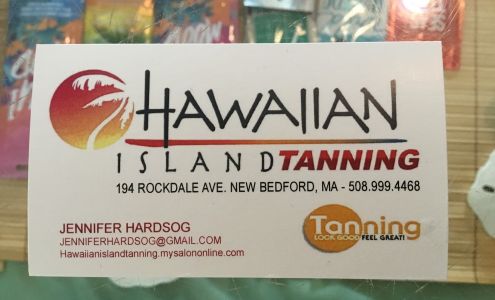 HAWAIIAN
ISLAND TANNING
194 ROCKDALE AVE. NEW BEDFORD, MA - 508.999.4468
JENNIFER HARDSOG
JENNIFERHARDSOG@GMAIL.COM
Hawaiianislandtanning.mysalononline.com
Tanning
LOOK GOOD FEEL GREAT!